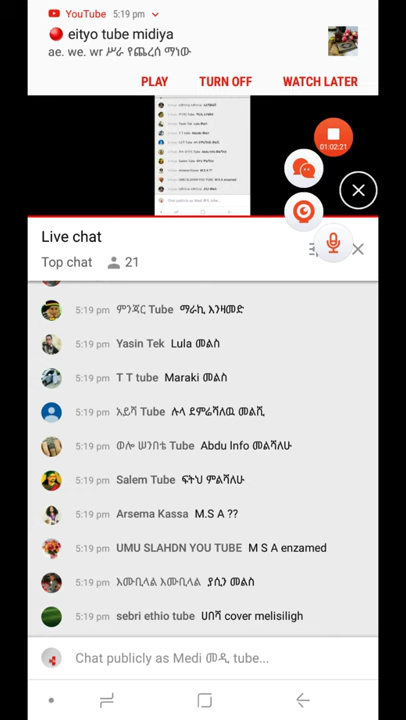 YouTube 5:19 pm
eityo tube midiya
ae. we. wr ሥራ የጨረሰ ማነው
PLAY TURN OFF WATCH LATER
01:02:21
Live chat
Top chat 21
5:19 pm ምንጃር Tube ማራኪ እንዛመድ
5:19 pm Yasin Tek Lula መልስ
5:19 pm T T tube Maraki መልስ
5:19 pm አይሻ Tube ሉላ ደምሬሻለዉ መልሺ
5:19 pm ወሎ ሠንበቴ Tube Abdu Info መልሻለሁ
5:19 pm Salem Tube ፍትህ ምልሻለሁ
5:19 pm Arsema Kassa M.S A ??
5:19 pm UMU SLAHDN YOU TUBE M S A enzamed
5:19 pm እሙቢላል እሙቢላል ያሲን መልስ
5:19 pm sebri ethio tube ሀበሻ cover melisiligh
Chat publicly as Medi መዲ tube...